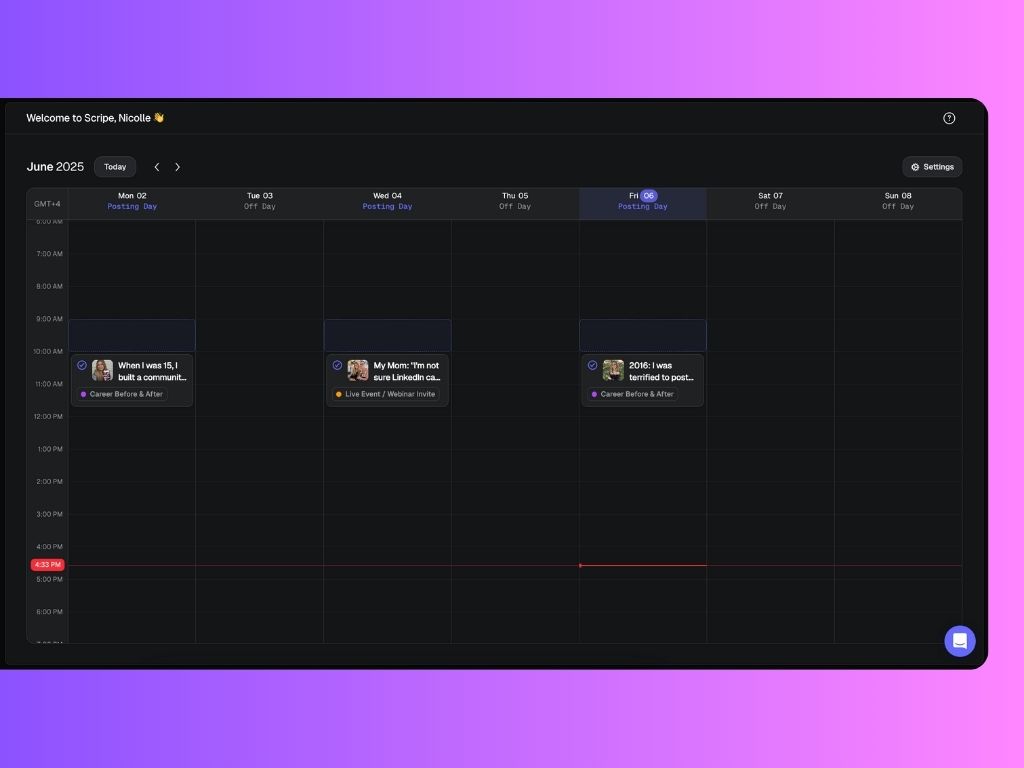 Welcome to Scripe, Nicolle 👋
June 2025
Today
Settings
GMT+4
Mon 02
Posting Day
Tue 03
Off Day
Wed 04
Posting Day
Thu 05
Off Day
Fri 06
Posting Day
Sat 07
Off Day
Sun 08
Off Day
6:00 AM
7:00 AM
8:00 AM
9:00 AM
10:00 AM
When I was 15, I
built a communit...
Career Before & After
My Mom: "I'm not
sure LinkedIn ca...
Live Event / Webinar Invite
2016: I was
terrified to post...
Career Before & After
11:00 AM
12:00 PM
1:00 PM
2:00 PM
3:00 PM
4:00 PM
4:33 PM
5:00 PM
6:00 PM